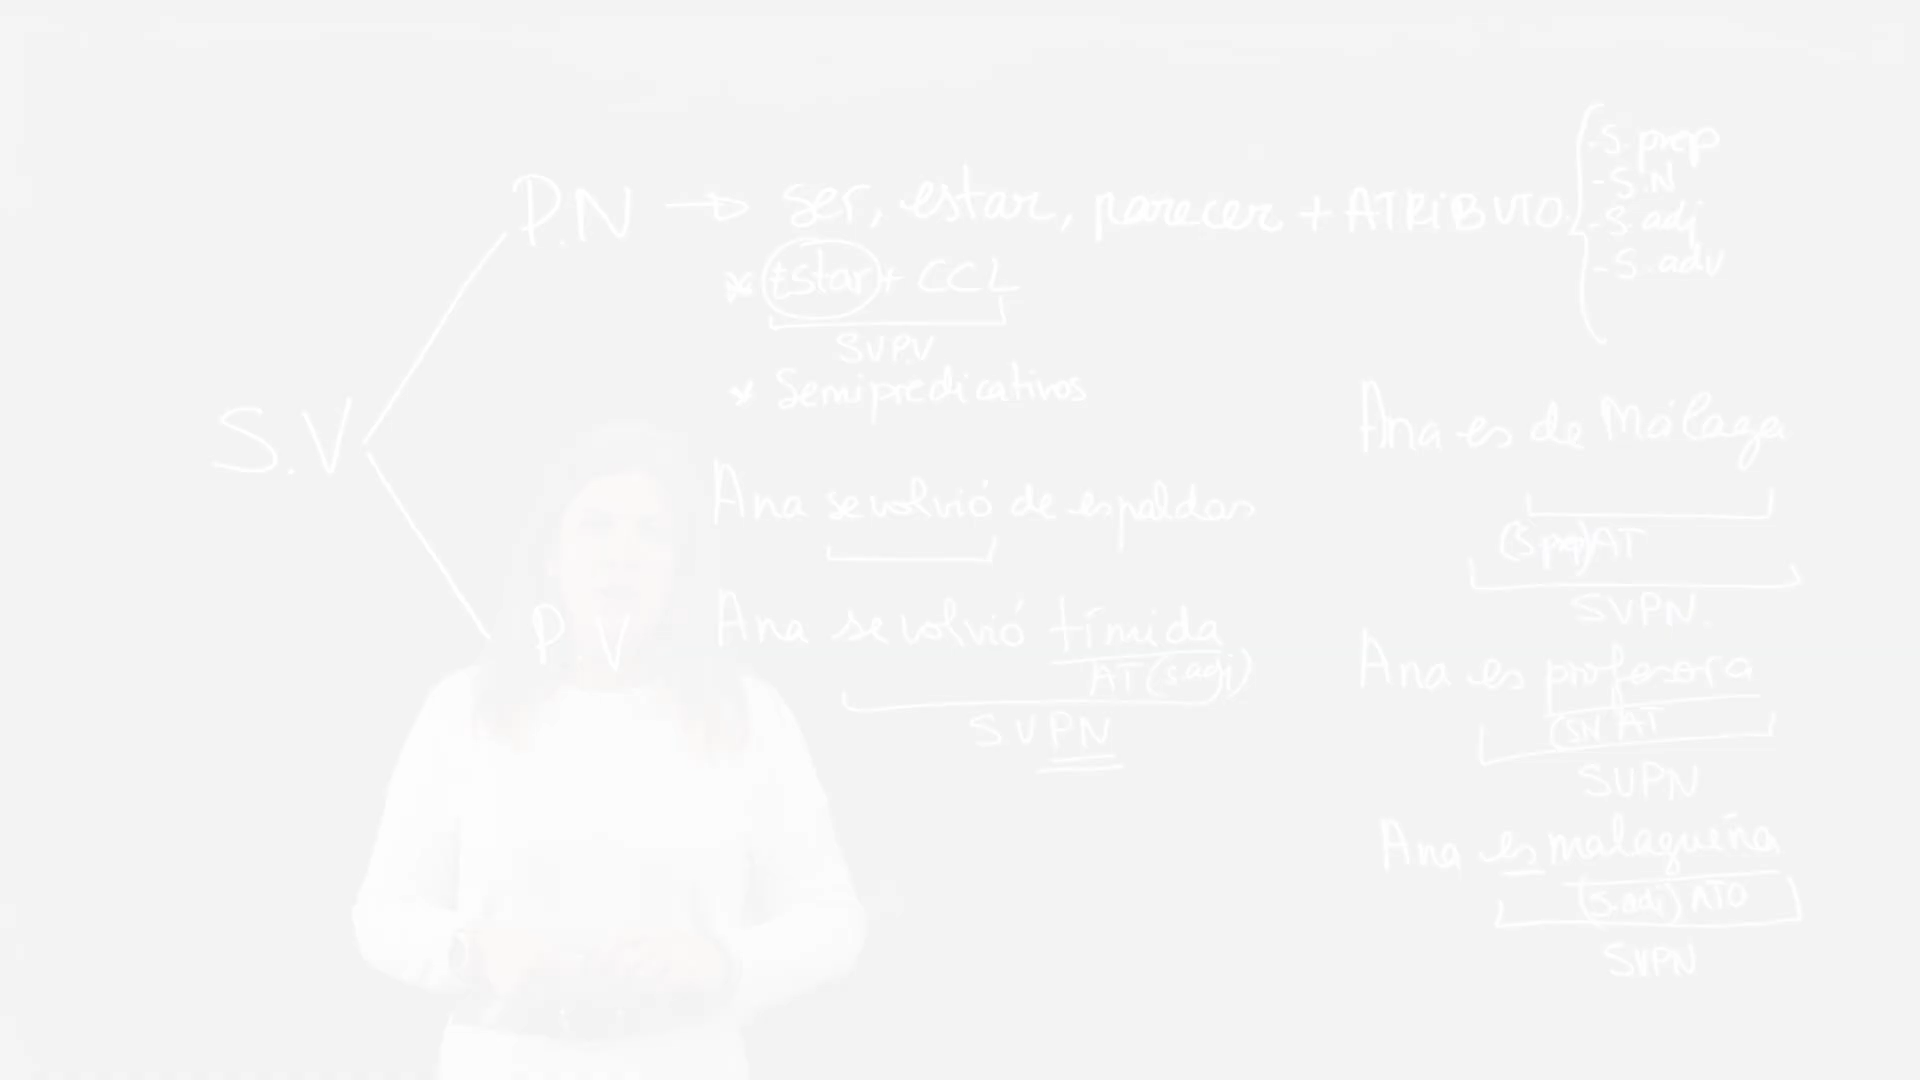 P.N → ser, estar, parecer + ATRIBUTO
- S. prep
- S. N
- S. adj
- S. adv
* Estar + CCL
SVP.V
* Semipredicativos
S.V
Ana se volvió de espaldas
P.V
Ana se volvió tímida
AT (s.adj)
SVPN
Ana es de Málaga
(S prep) AT
SVPN.
Ana es profesora
(SN AT
SVPN
Ana es malagueña
(S.adj) ATO
SVPN